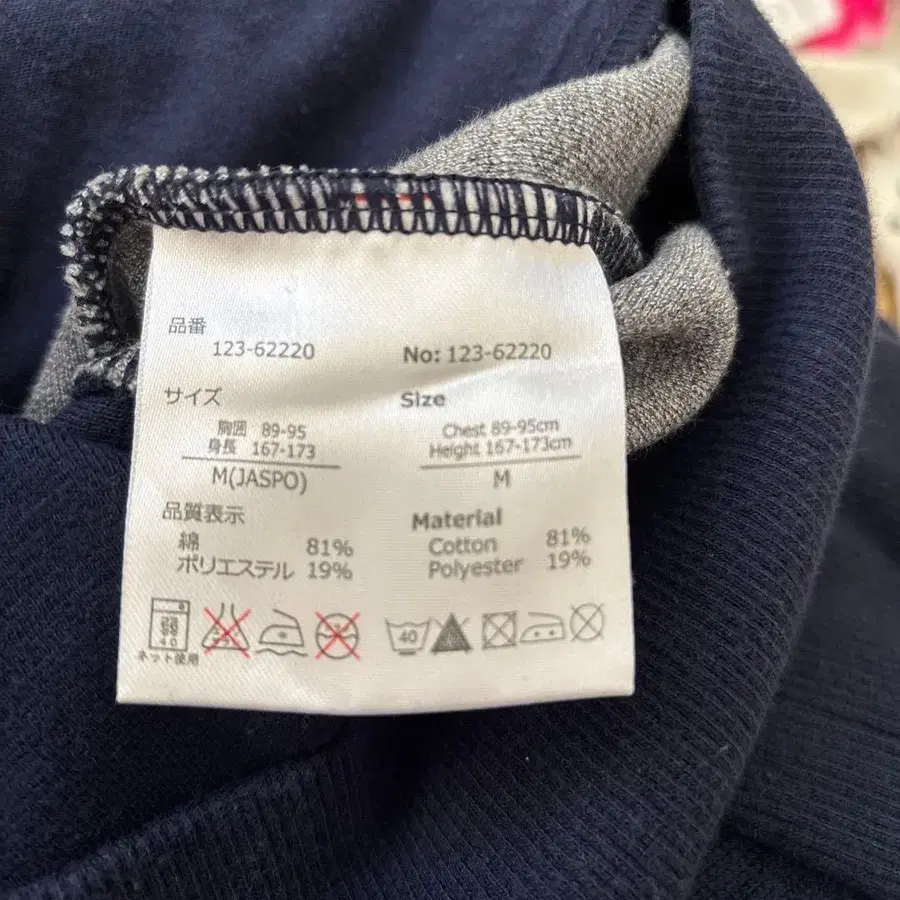 品番
123-62220
サイズ
胸囲 89-95
身長 167-173
M(JASPO)
品質表示
綿 81%
ポリエステル 19%
40
ネット使用
No: 123-62220
Size
Chest 89-95cm
Height 167-173cm
M
Material
Cotton 81%
Polyester 19%
40